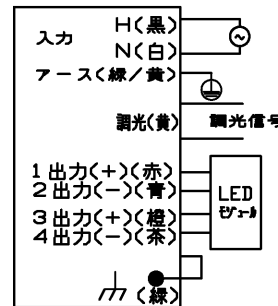 入力
H(黒)
N(白)
アース(緑/黄)
調光(黄)
調光信号
1出力(+)(赤)
2出力(-)(青)
3出力(+)(橙)
4出力(-)(茶)
LED
モジュール
(緑)